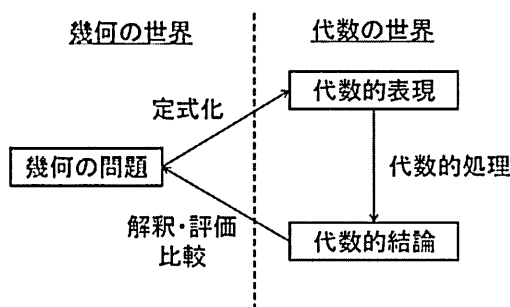 幾何の世界
代数の世界
代数的表現
定式化
幾何の問題
代数的処理
解釈・評価
比較
代数的結論